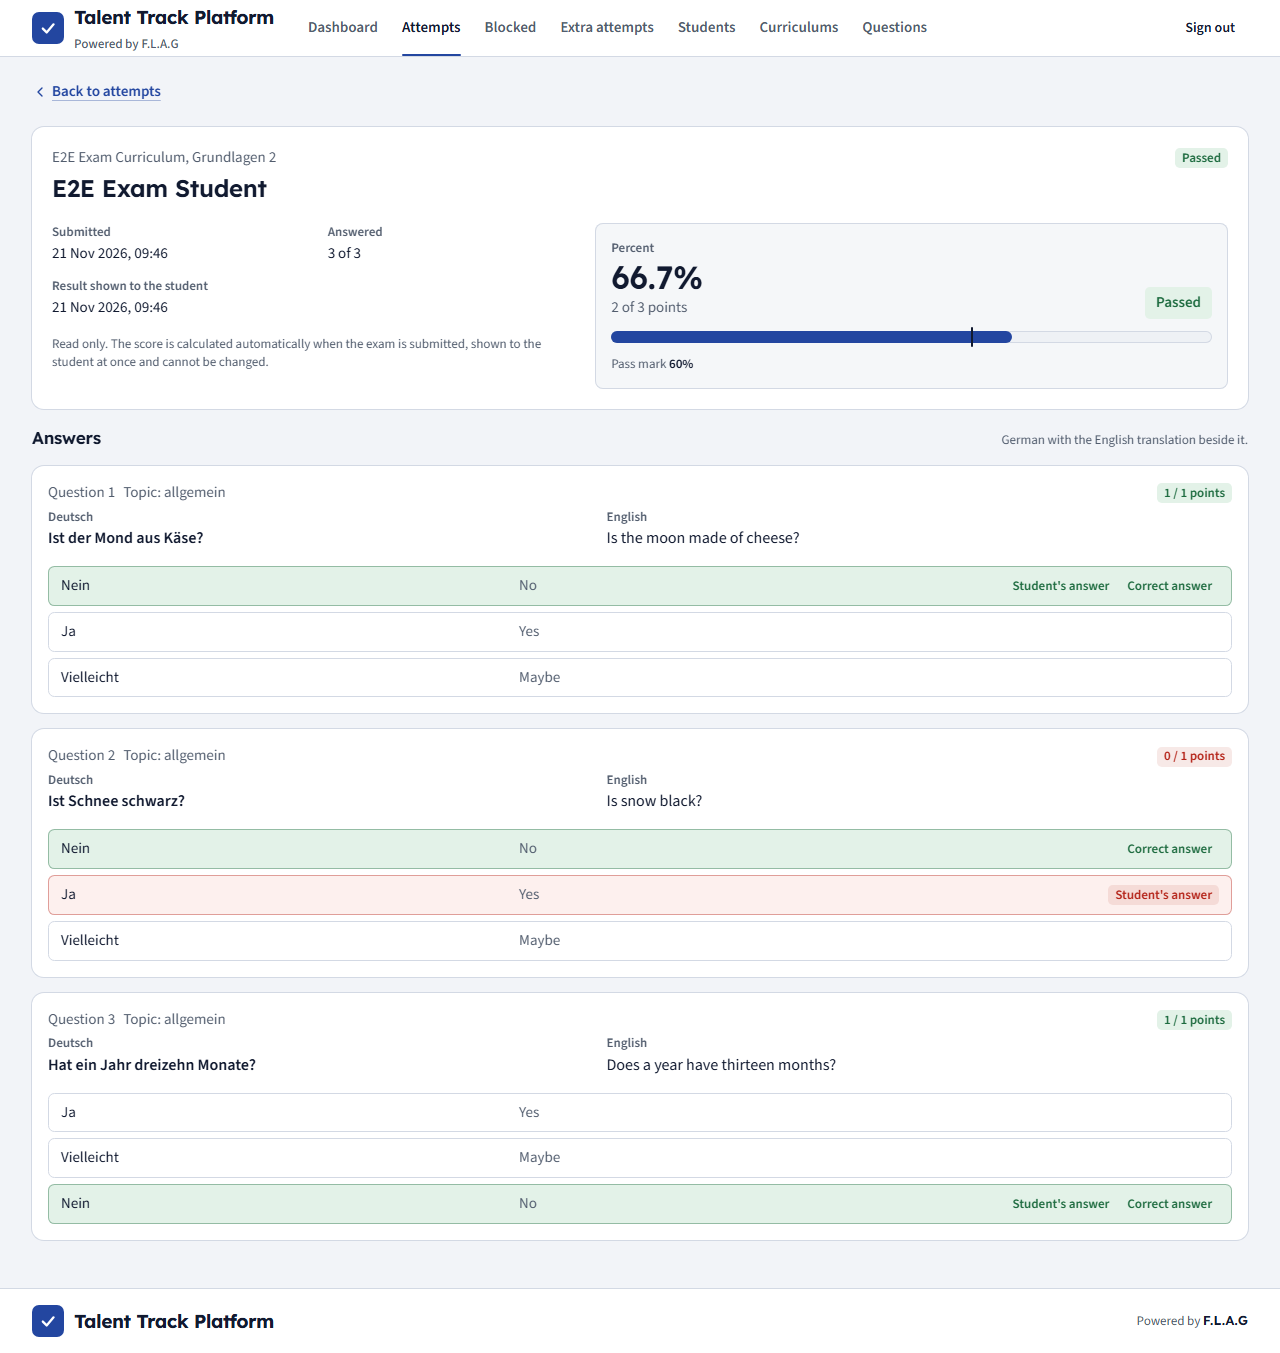 Talent Track Platform
Powered by F.L.A.G
Dashboard Attempts Blocked Extra attempts Students Curriculums Questions Sign out
Back to attempts
E2E Exam Curriculum, Grundlagen 2
Passed
E2E Exam Student
Submitted
21 Nov 2026, 09:46
Answered
3 of 3
Result shown to the student
21 Nov 2026, 09:46
Read only. The score is calculated automatically when the exam is submitted, shown to the
student at once and cannot be changed.
Percent
66.7%
2 of 3 points
Passed
Pass mark 60%
Answers
German with the English translation beside it.
Question 1 Topic: allgemein
1 / 1 points
Deutsch
Ist der Mond aus Käse?
English
Is the moon made of cheese?
Nein No Student's answer Correct answer
Ja Yes
Vielleicht Maybe
Question 2 Topic: allgemein
0 / 1 points
Deutsch
Ist Schnee schwarz?
English
Is snow black?
Nein No Correct answer
Ja Yes Student's answer
Vielleicht Maybe
Question 3 Topic: allgemein
1 / 1 points
Deutsch
Hat ein Jahr dreizehn Monate?
English
Does a year have thirteen months?
Ja Yes
Vielleicht Maybe
Nein No Student's answer Correct answer
Talent Track Platform
Powered by F.L.A.G